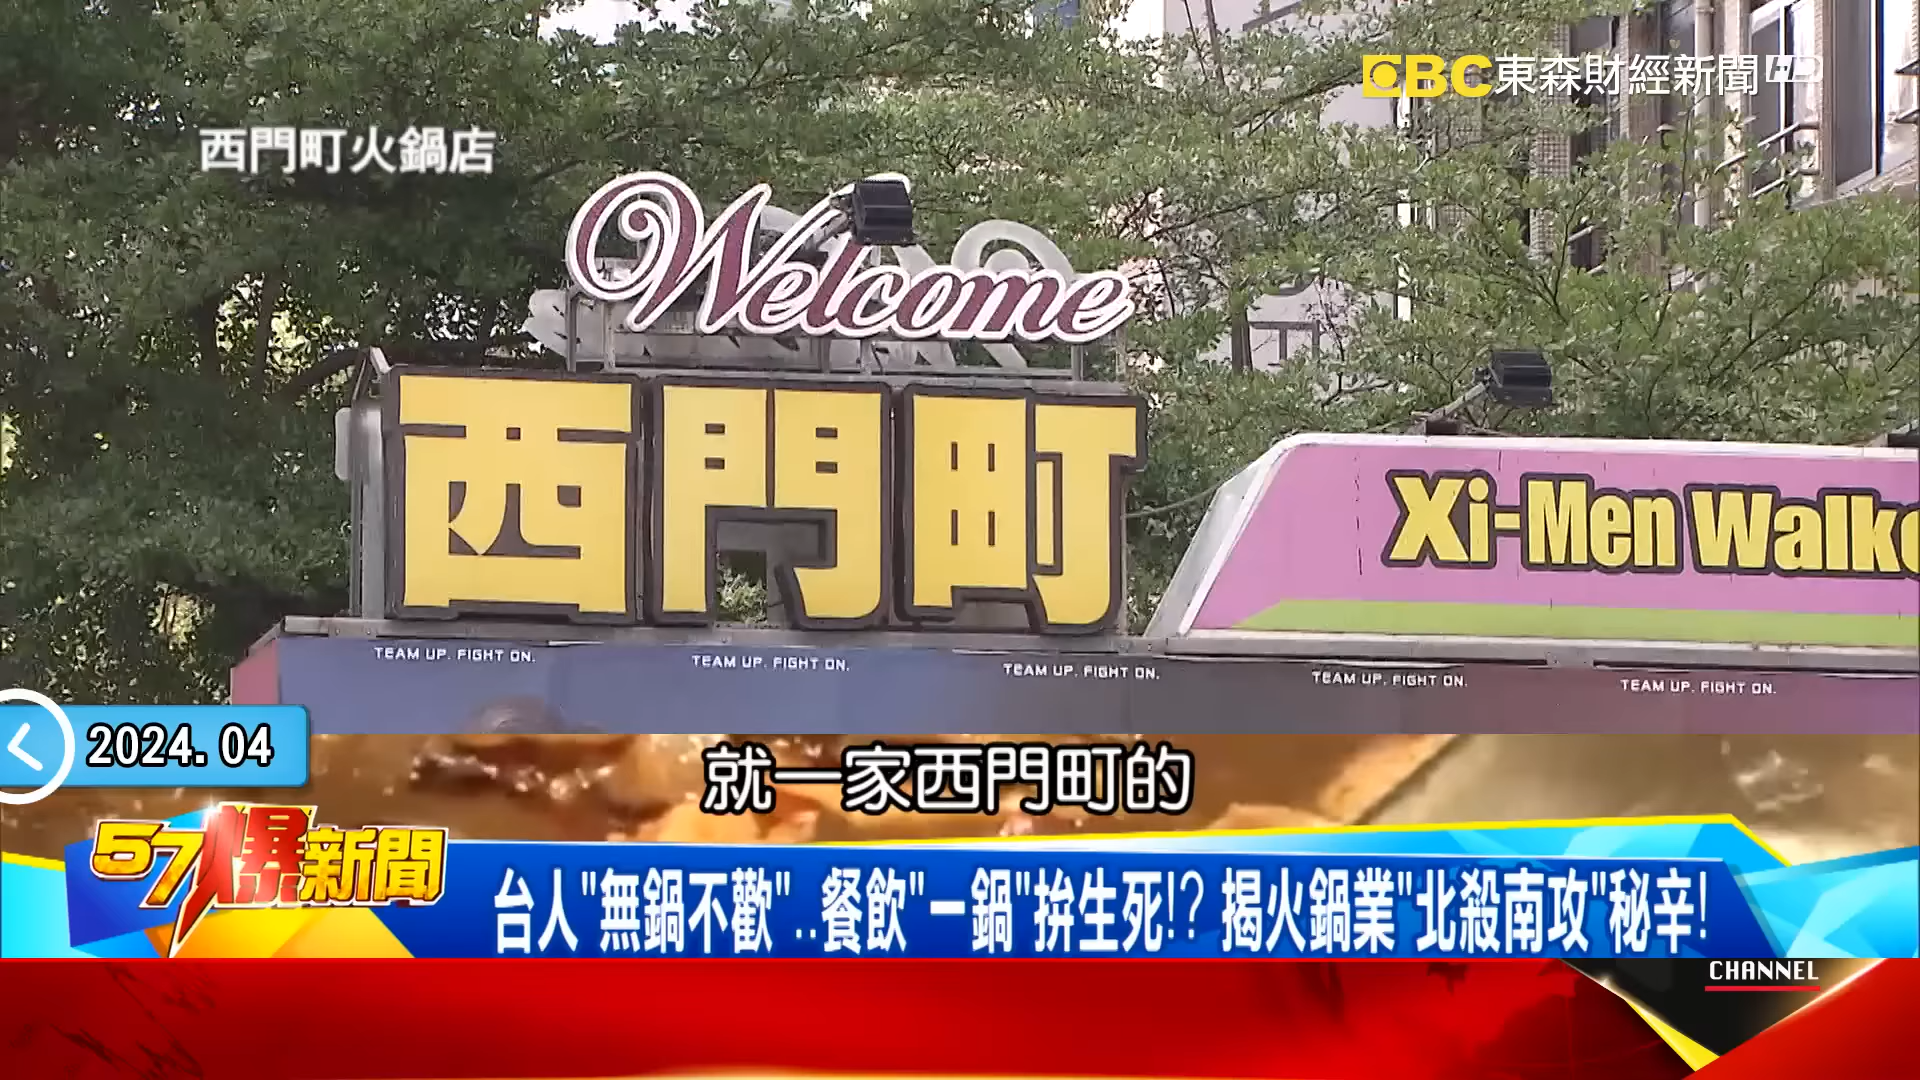 EBC東森財經新聞HD
西門町火鍋店
Welcome
西門町
Xi-Men Walke
TEAM UP. FIGHT ON.
TEAM UP. FIGHT ON.
TEAM UP. FIGHT ON.
TEAM UP. FIGHT ON.
TEAM UP. FIGHT ON.
2024.04
就一家西門町的
57爆新聞
台人"無鍋不歡"..餐飲"一鍋"拚生死!? 揭火鍋業"北殺南攻"秘辛!
CHANNEL